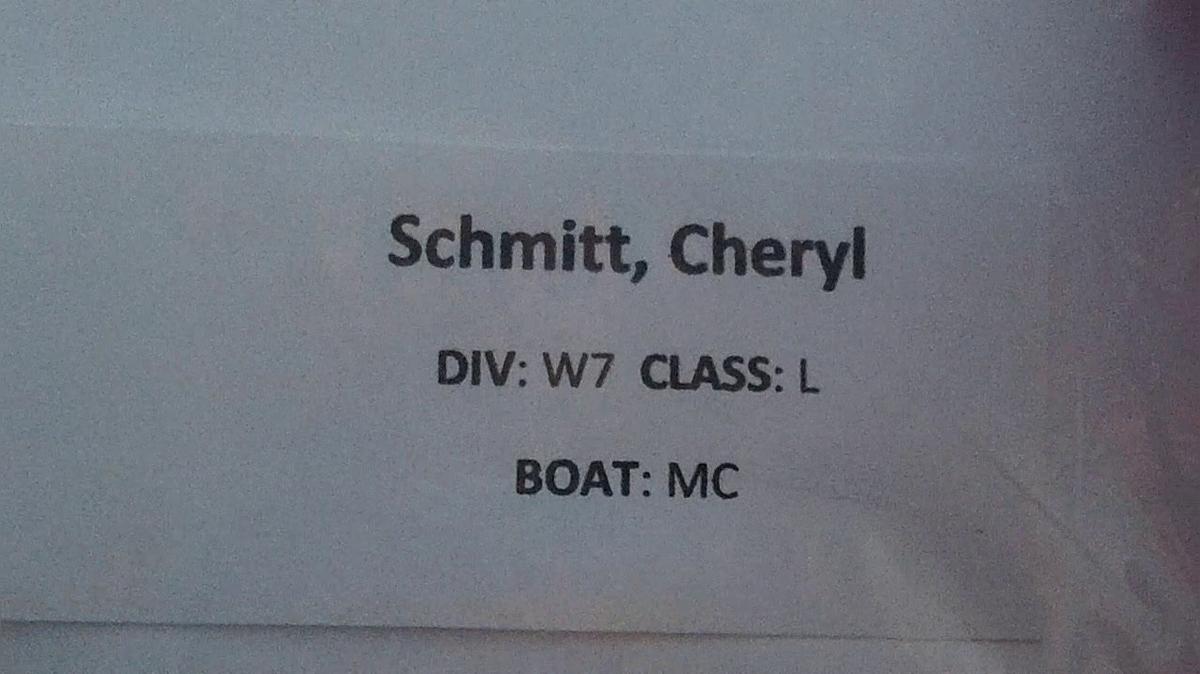 Schmitt, Cheryl
DIV: W7 CLASS: L
BOAT: MC